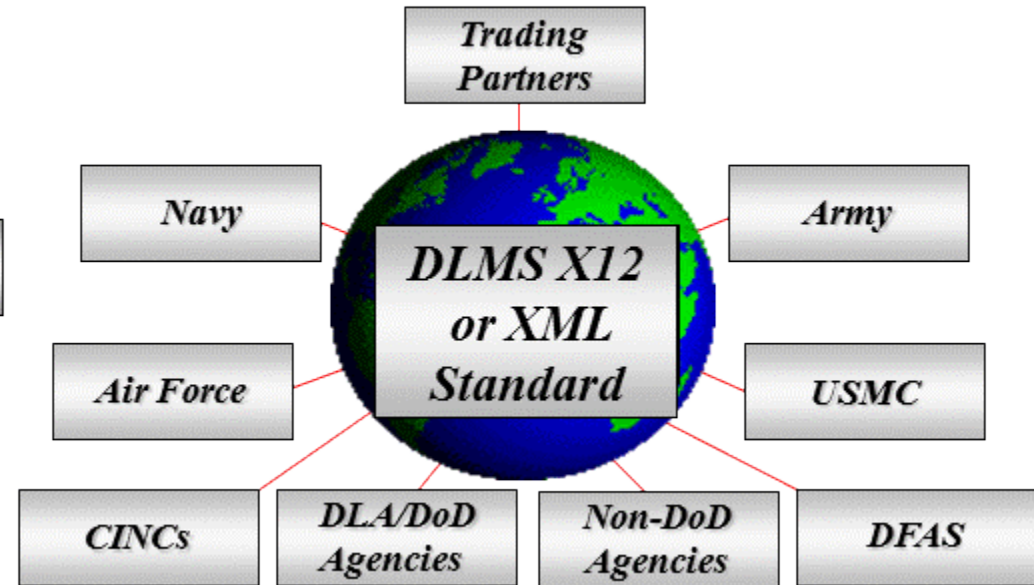 Trading
Partners
Navy
Army
DLMS X12
or XML
Standard
Air Force
USMC
CINCs
DLA/DoD
Agencies
Non-DoD
Agencies
DFAS